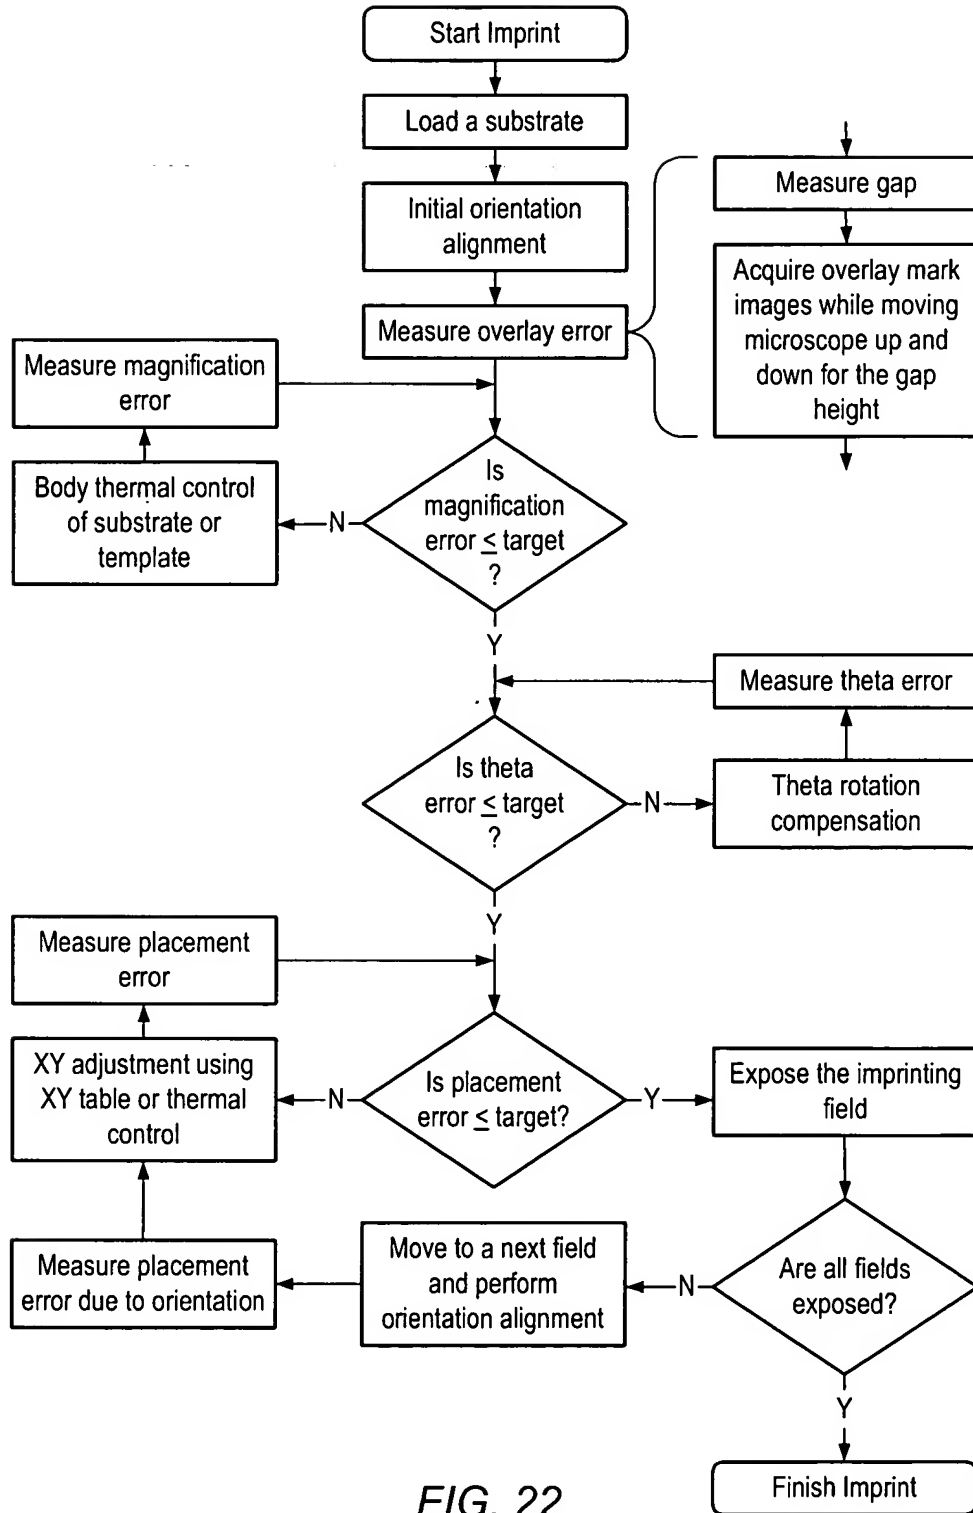 Start Imprint
Load a substrate
Initial orientation
alignment
Measure overlay error
Measure gap
Acquire overlay mark
images while moving
microscope up and
down for the gap
height
Measure magnification
error
Body thermal control
of substrate or
template
N
Is
magnification
error ≤ target
?
Y
Measure theta error
Is theta
error ≤ target
?
N
Theta rotation
compensation
Y
Measure placement
error
XY adjustment using
XY table or thermal
control
N
Is placement
error ≤ target?
Y
Expose the imprinting
field
Measure placement
error due to orientation
Move to a next field
and perform
orientation alignment
N
Are all fields
exposed?
Y
Finish Imprint
FIG. 22